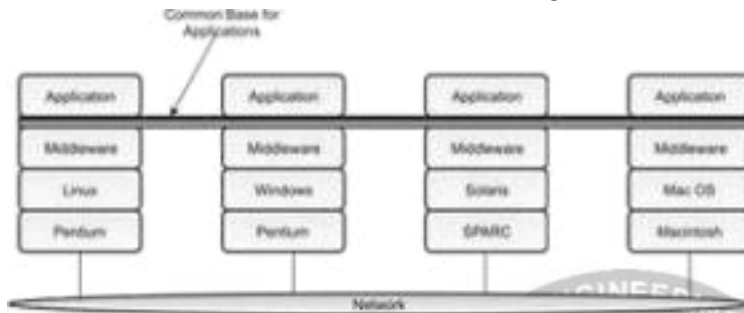 Common Base for
Applications
Application Application Application Application
Middleware Middleware Middleware Middleware
Linux Windows Solaris Mac OS
Pentium Pentium SPARC Macintosh
Network